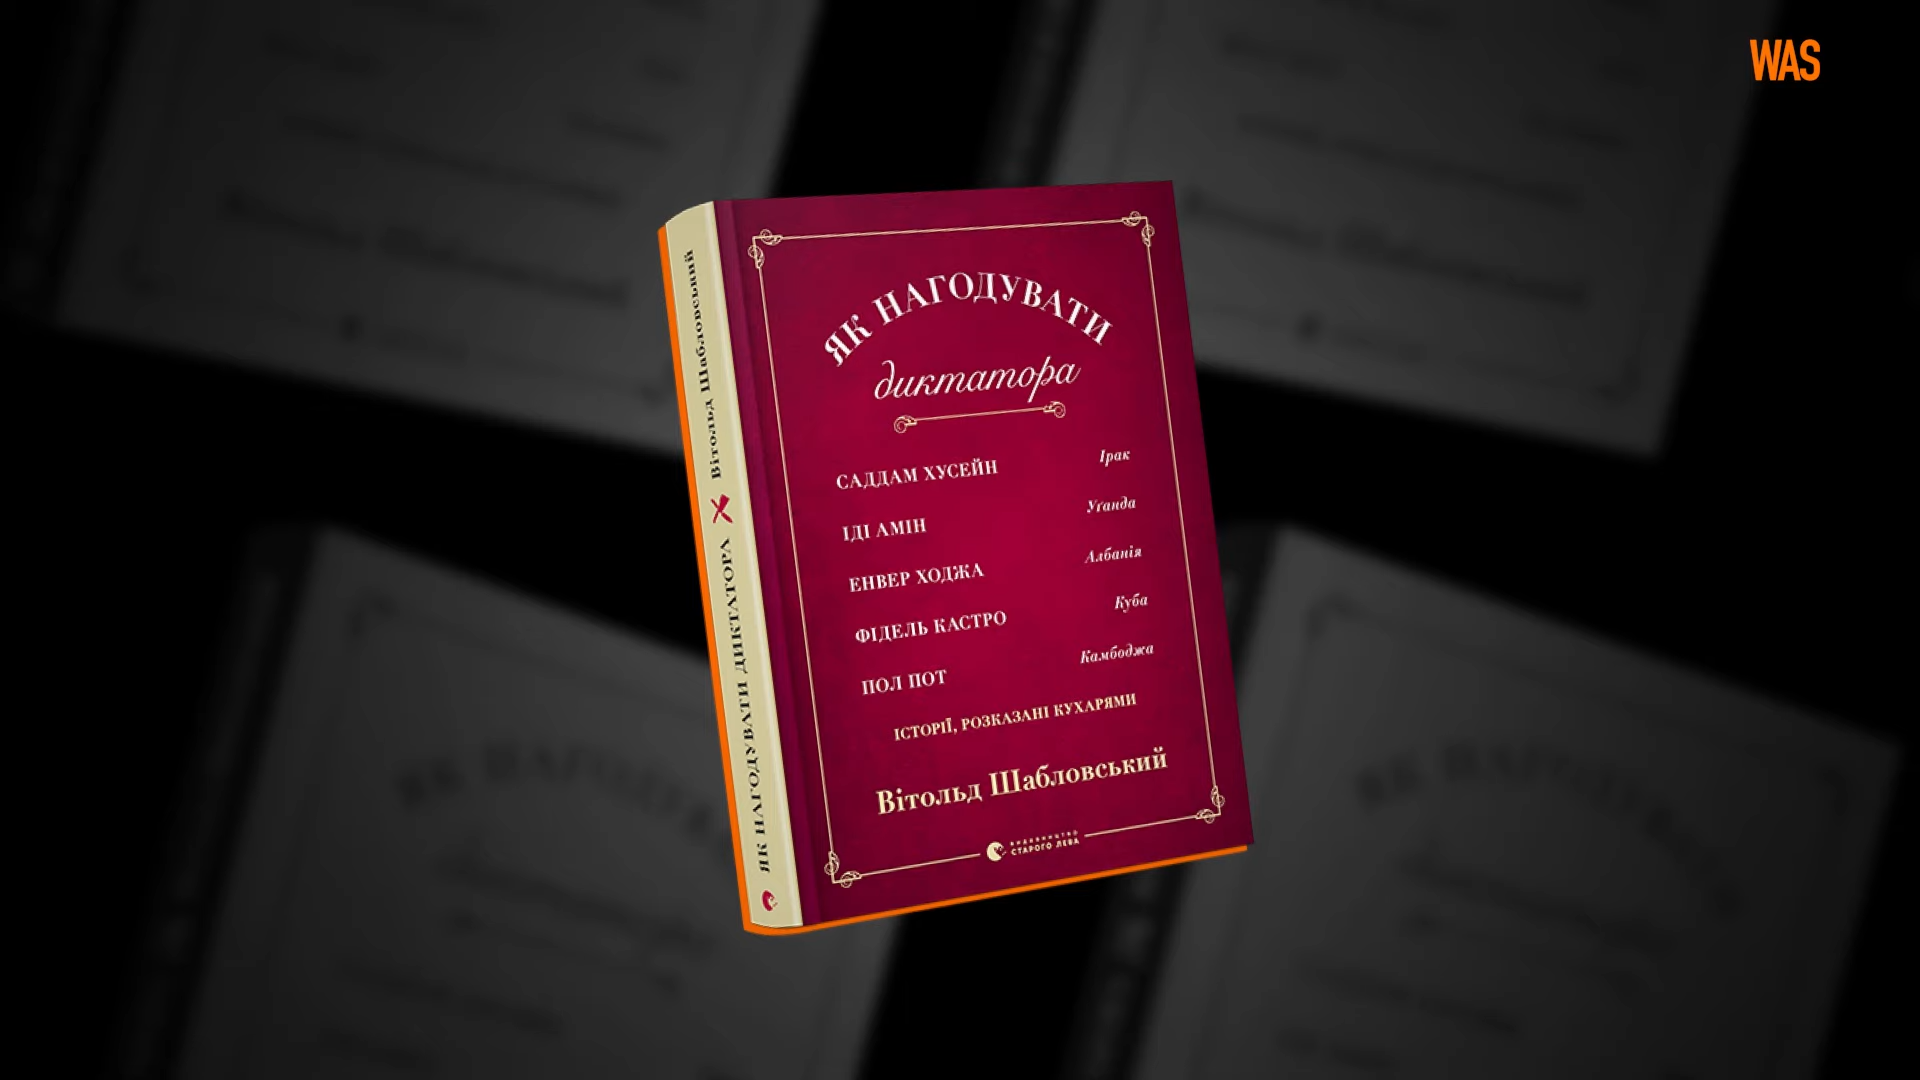 WAS
ЯК НАГОДУВАТИ
диктатора
САДДАМ ХУСЕЙН Ірак
ІДІ АМІН Уганда
ЕНВЕР ХОДЖА Албанія
ФІДЕЛЬ КАСТРО Куба
ПОЛ ПОТ Камбоджа
ІСТОРІЇ, РОЗКАЗАНІ КУХАРЯМИ
Вітольд Шабловський
ВИДАВНИЦТВО
СТАРОГО ЛЕВА
ЯК НАГОДУВАТИ ДИКТАТОРА Вітольд Шабловський